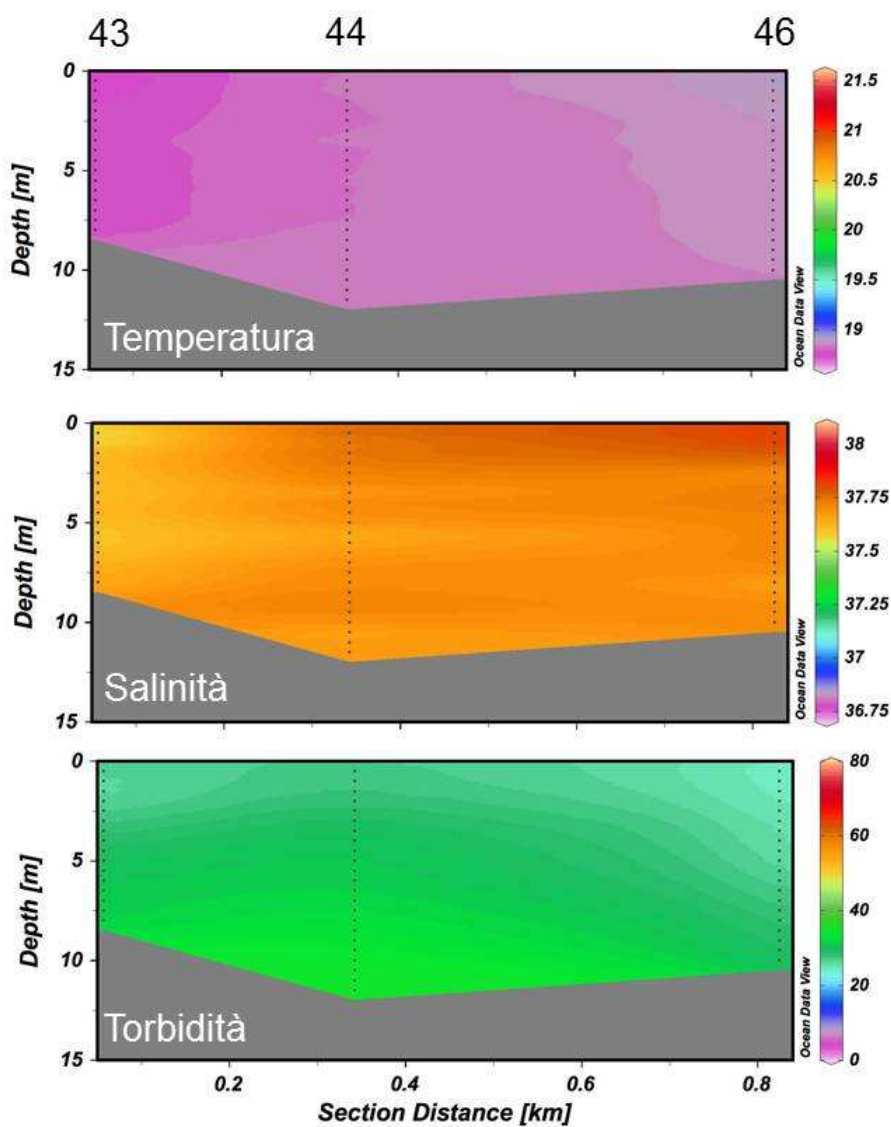 43 44 46
0
5
10
15
Depth [m]
Temperatura
21.5
21
20.5
20
19.5
19
Ocean Data View
0
5
10
15
Depth [m]
Salinità
38
37.75
37.5
37.25
37
36.75
Ocean Data View
0
5
10
15
Depth [m]
Torbidità
80
60
40
20
0
Ocean Data View
0.2 0.4 0.6 0.8
Section Distance [km]